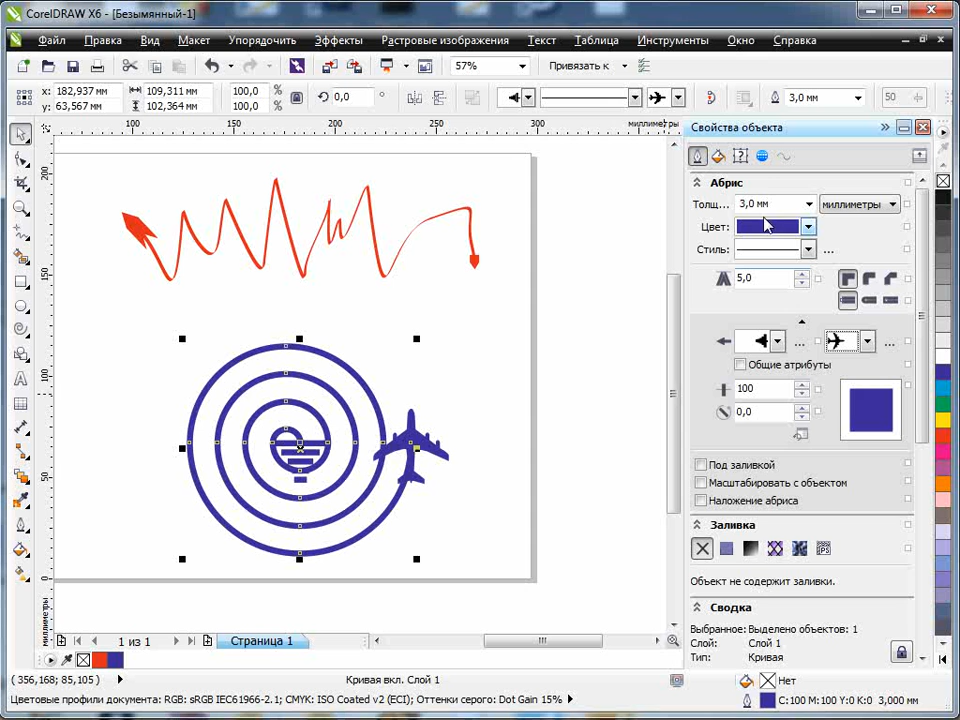 CorelDRAW X6 - [Безымянный-1]
Файл Правка Вид Макет Упорядочить Эффекты Растровые изображения Текст Таблица Инструменты Окно Справка
57% Привязать к
x: 182,937 мм 109,311 мм 100,0 % 0,0 ° 3,0 мм 50
y: 63,567 мм 102,364 мм 100,0 %
100 150 200 250 300 миллиметры
Свойства объекта
Абрис
Толщ... 3,0 мм миллиметры
Цвет:
Стиль: ...
5,0
... ...
Общие атрибуты
100
0,0
Под заливкой
Масштабировать с объектом
Наложение абриса
Заливка
Объект не содержит заливки.
Сводка
Выбранное: Выделено объектов: 1
Слой: Слой 1
Тип: Кривая
200
150
100
50
0
миллиметры
1 из 1 Страница 1
(356,168; 85,105) Кривая вкл. Слой 1 Нет
Цветовые профили документа: RGB: sRGB IEC61966-2.1; CMYK: ISO Coated v2 (ECI); Оттенки серого: Dot Gain 15% C:100 M:100 Y:0 K:0 3,000 мм